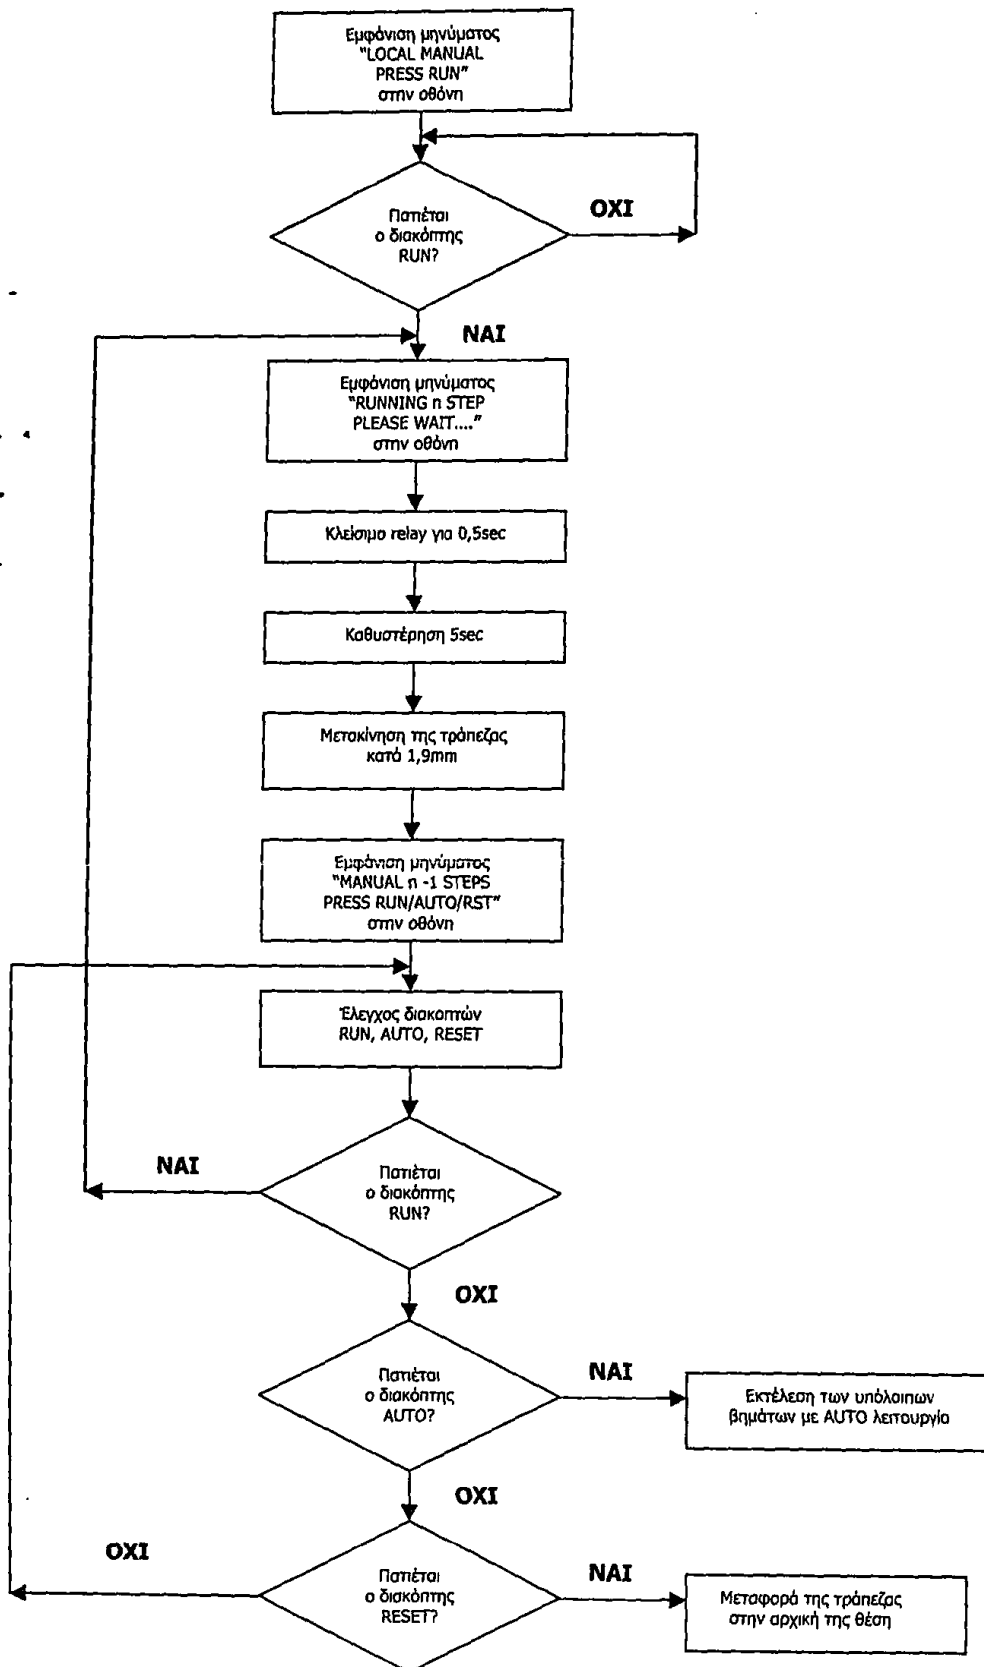 Εμφάνιση μηνύματος
"LOCAL MANUAL
PRESS RUN"
στην οθόνη
Πατιέται
ο διακόπτης
RUN?
ΟΧΙ
ΝΑΙ
Εμφάνιση μηνύματος
"RUNNING n STEP
PLEASE WAIT...."
στην οθόνη
Κλείσιμο relay για 0,5sec
Καθυστέρηση 5sec
Μετακίνηση της τράπεζας
κατά 1,9mm
Εμφάνιση μηνύματος
"MANUAL n -1 STEPS
PRESS RUN/AUTO/RST"
στην οθόνη
Έλεγχος διακοπτών
RUN, AUTO, RESET
ΝΑΙ
Πατιέται
ο διακόπτης
RUN?
ΟΧΙ
Πατιέται
ο διακόπτης
AUTO?
ΝΑΙ
Εκτέλεση των υπόλοιπων
βημάτων με AUTO λειτουργία
ΟΧΙ
ΟΧΙ
Πατιέται
ο διακόπτης
RESET?
ΝΑΙ
Μεταφορά της τράπεζας
στην αρχική της θέση